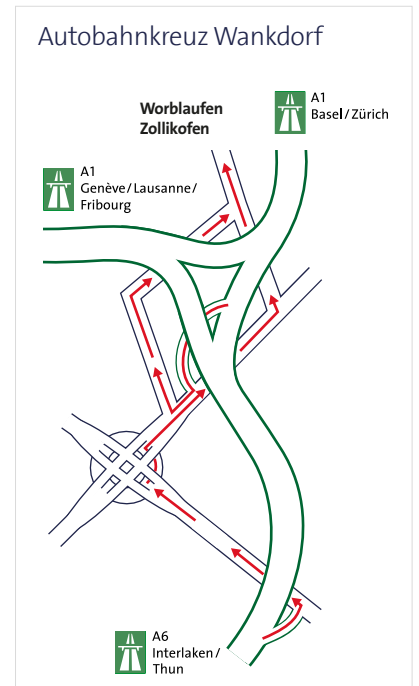 Autobahnkreuz Wankdorf
Worblaufen
Zollikofen
A1
Basel/Zürich
A1
Genève/Lausanne/
Fribourg
A6
Interlaken/
Thun